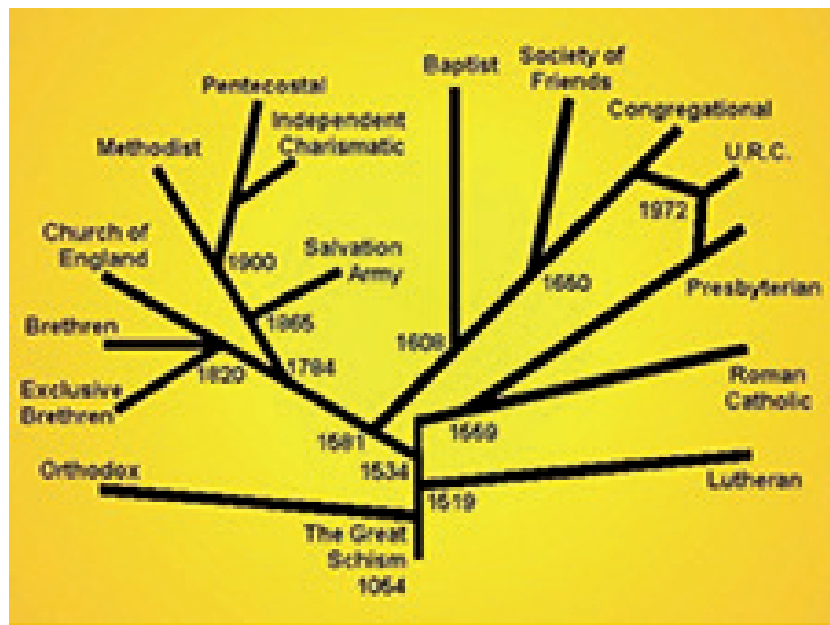 Pentecostal
Independent
Charismatic
Methodist
Baptist
Society of
Friends
Congregational
U.R.C.
1972
Church of
England
1900
Salvation
Army
1660
Presbyterian
Brethren
1865
1608
1820
1784
Exclusive
Brethren
Roman
Catholic
1581
1559
Orthodox
1534
Lutheran
1519
The Great
Schism
1054